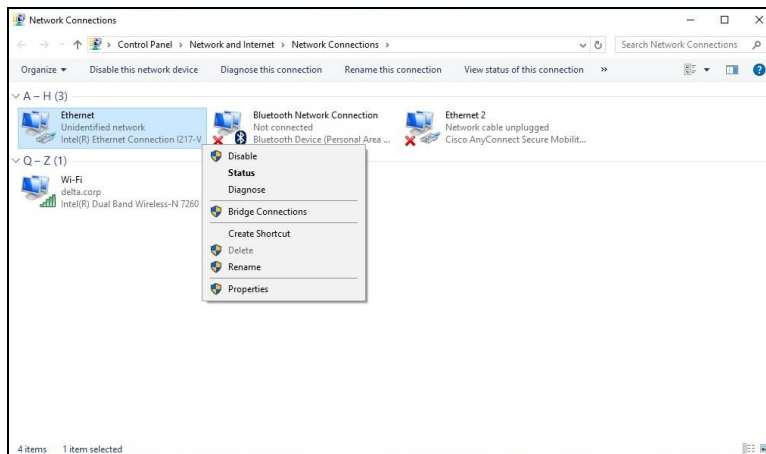 Network Connections
Control Panel > Network and Internet > Network Connections >
Search Network Connections
Organize
Disable this network device
Diagnose this connection
Rename this connection
View status of this connection
»
A – H (3)
Ethernet
Unidentified network
Intel(R) Ethernet Connection I217-V
Bluetooth Network Connection
Not connected
Bluetooth Device (Personal Area ...
Ethernet 2
Network cable unplugged
Cisco AnyConnect Secure Mobilit...
Q – Z (1)
Wi-Fi
delta.corp
Intel(R) Dual Band Wireless-N 7260
Disable
Status
Diagnose
Bridge Connections
Create Shortcut
Delete
Rename
Properties
4 items
1 item selected